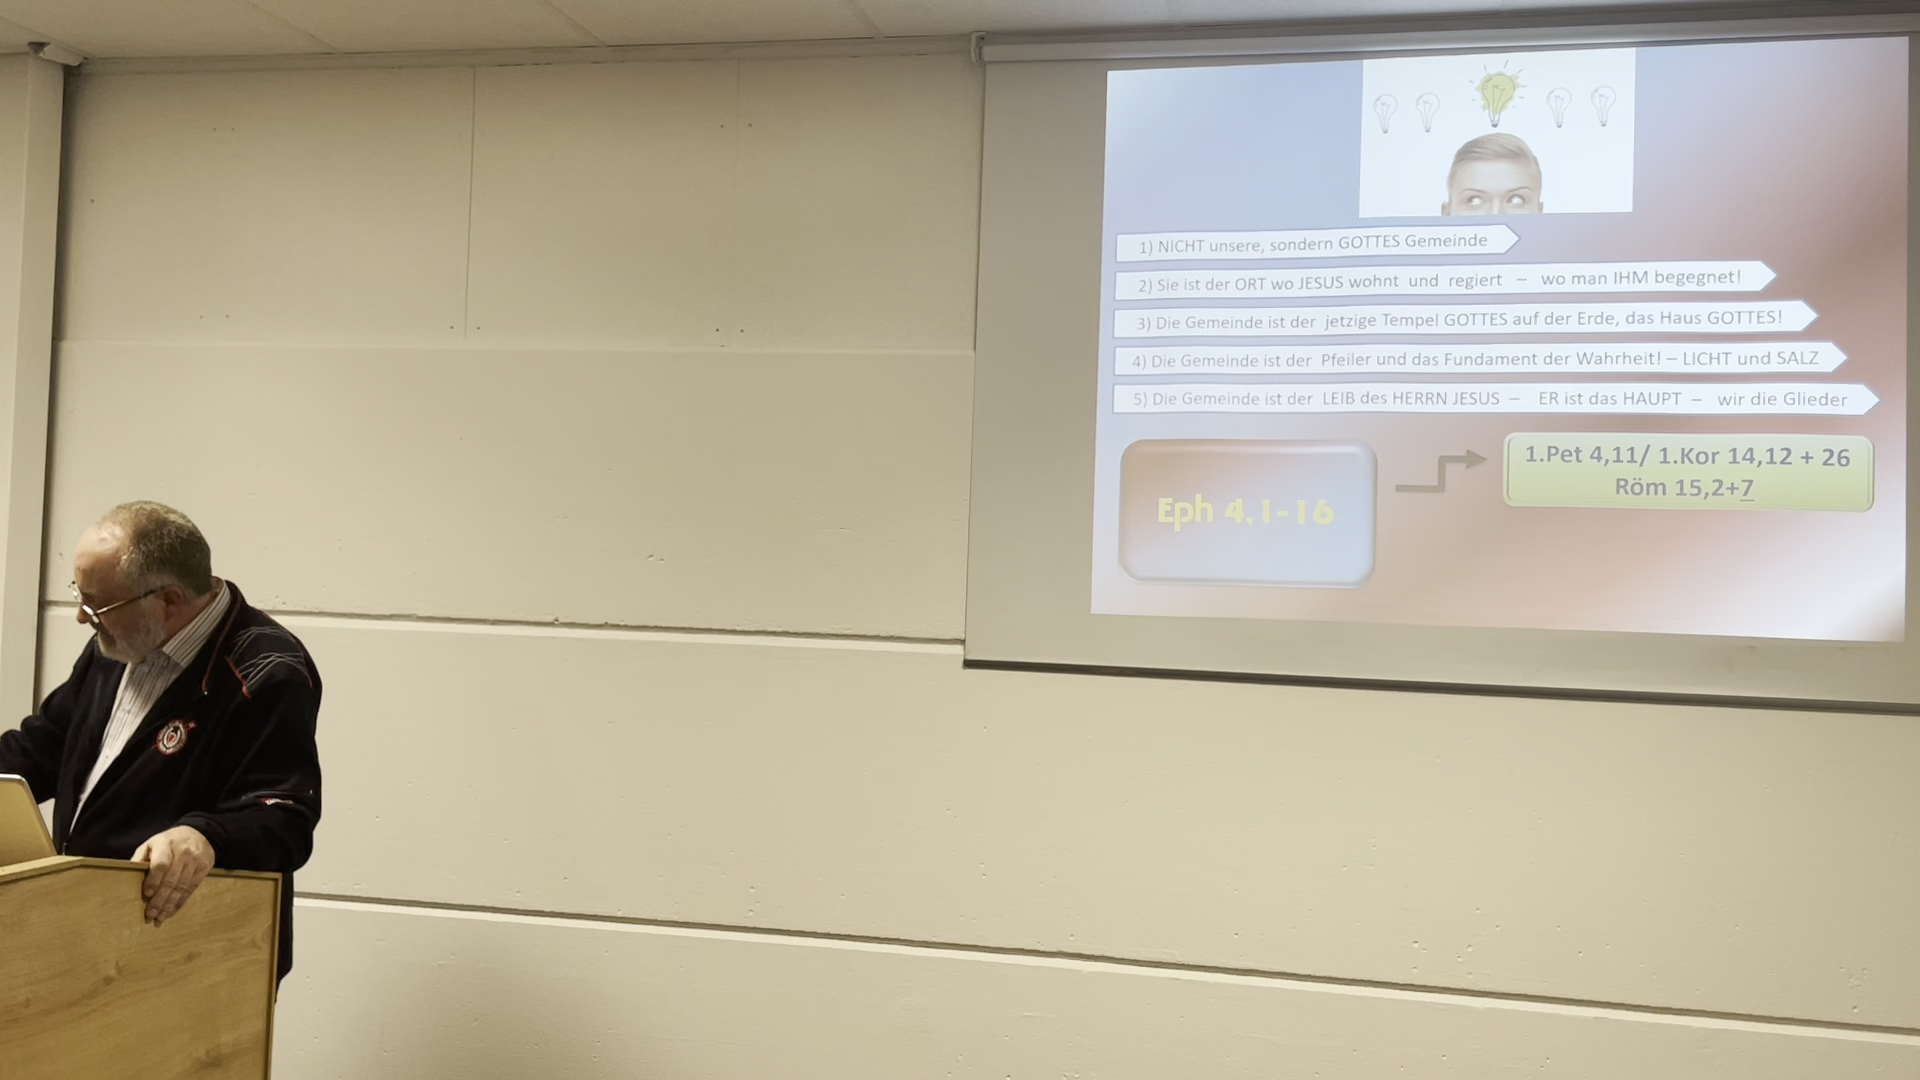 1) NICHT unsere, sondern GOTTES Gemeinde
2) Sie ist der ORT wo JESUS wohnt und regiert – wo man IHM begegnet!
3) Die Gemeinde ist der jetzige Tempel GOTTES auf der Erde, das Haus GOTTES!
4) Die Gemeinde ist der Pfeiler und das Fundament der Wahrheit! – LICHT und SALZ
5) Die Gemeinde ist der LEIB des HERRN JESUS – ER ist das HAUPT – wir die Glieder
Eph 4,1-16
1.Pet 4,11/ 1.Kor 14,12 + 26
Röm 15,2+7